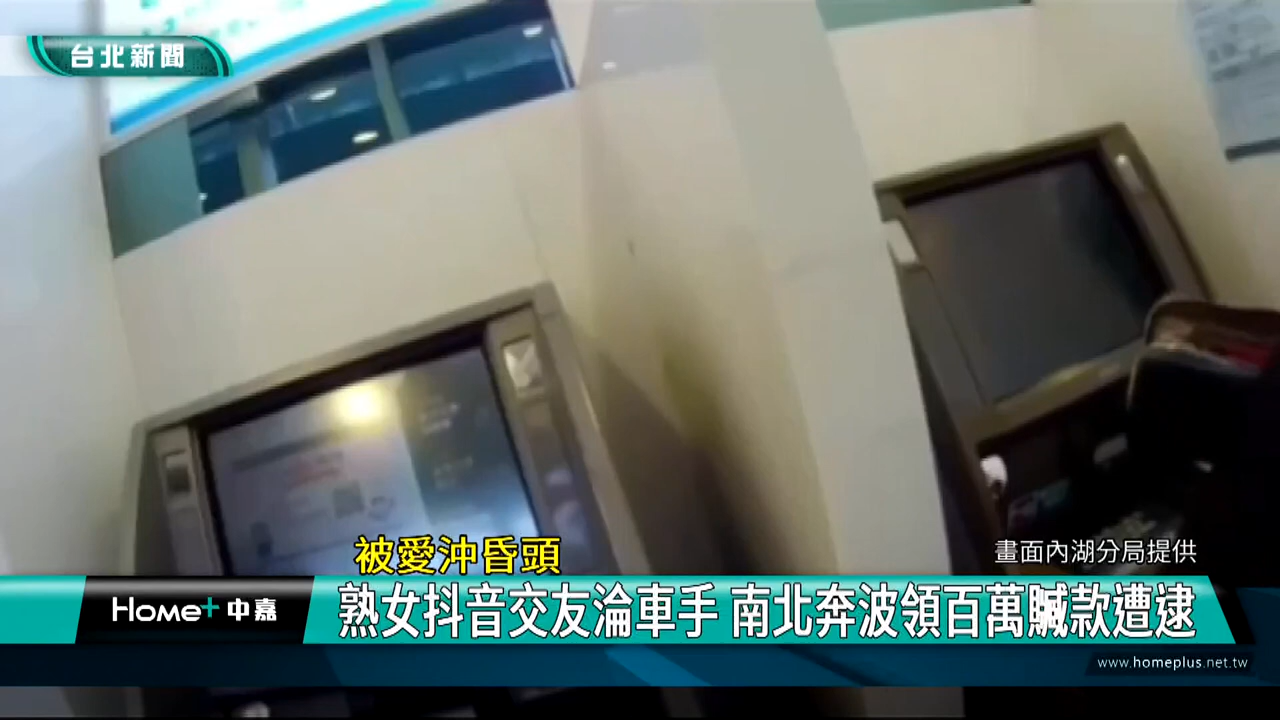 台北新聞
被愛沖昏頭
畫面內湖分局提供
Home+中嘉
熟女抖音交友淪車手 南北奔波領百萬贓款遭逮
www.homeplus.net.tw